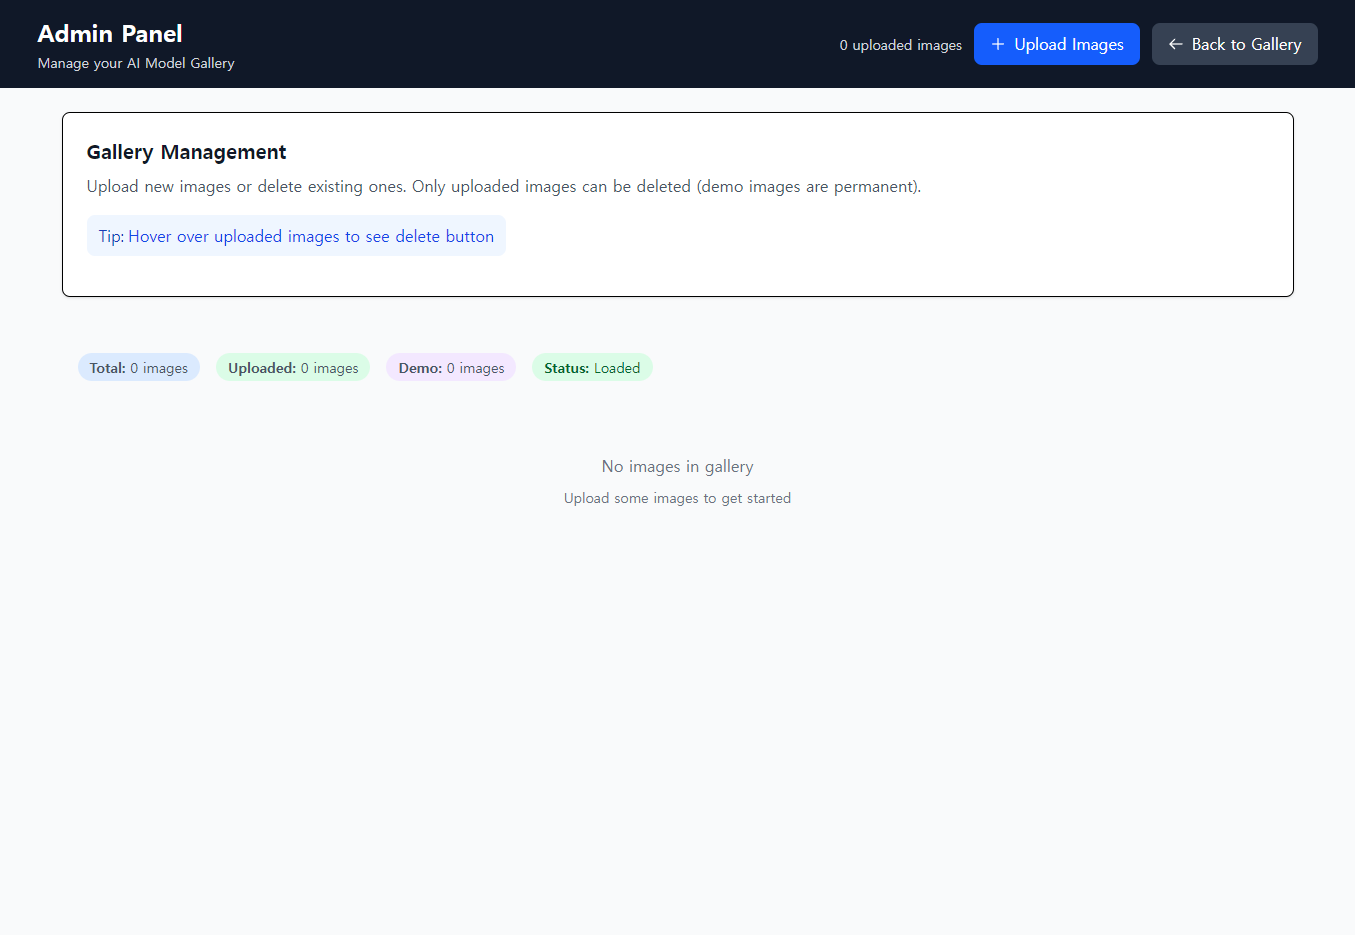 Admin Panel
Manage your AI Model Gallery
0 uploaded images
+ Upload Images
← Back to Gallery
Gallery Management
Upload new images or delete existing ones. Only uploaded images can be deleted (demo images are permanent).
Tip: Hover over uploaded images to see delete button
Total: 0 images
Uploaded: 0 images
Demo: 0 images
Status: Loaded
No images in gallery
Upload some images to get started